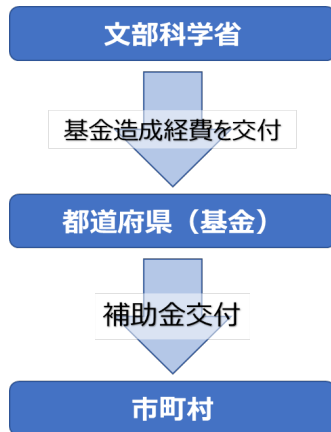 文部科学省
基金造成経費を交付
都道府県（基金）
補助金交付
市町村